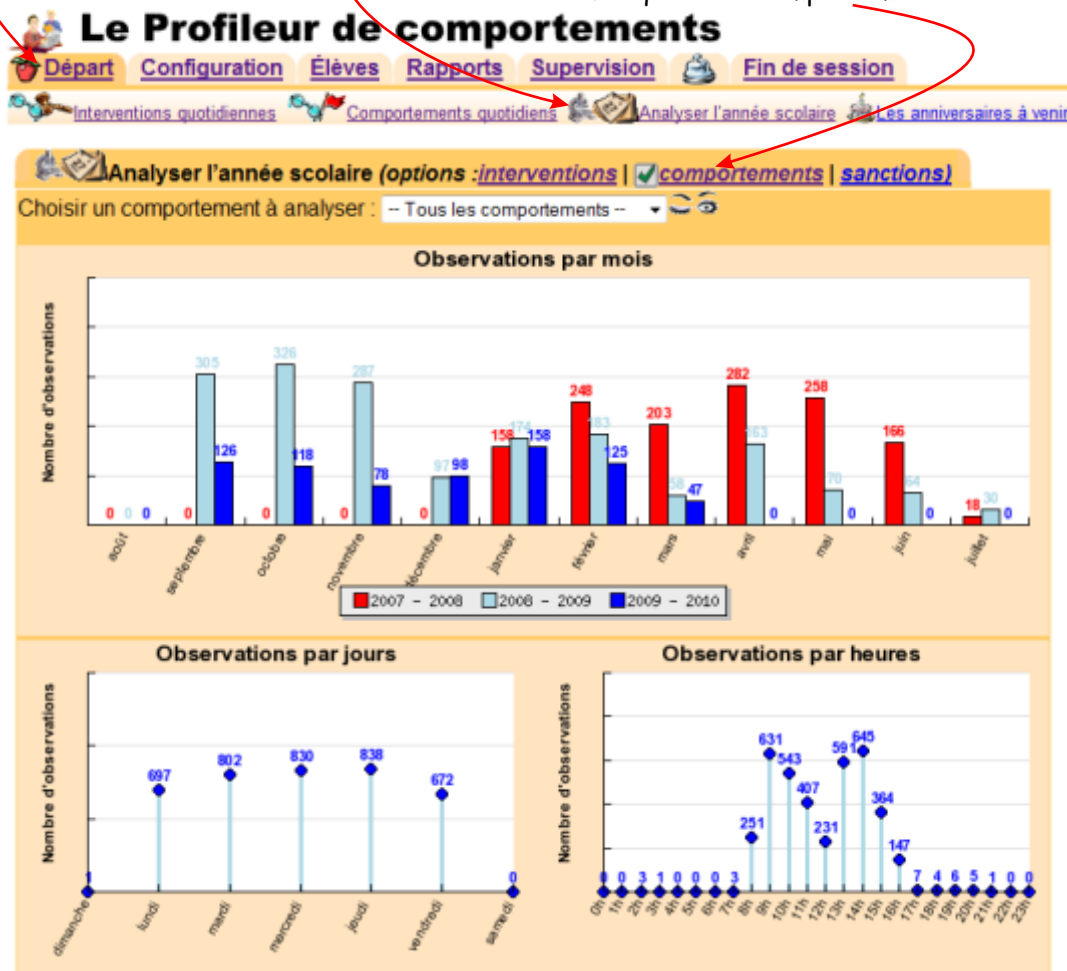 Le Profileur de comportements
Départ Configuration Élèves Rapports Supervision Fin de session
Interventions quotidiennes Comportements quotidiens Analyser l'année scolaire Les anniversaires à venir
Analyser l'année scolaire (options :interventions | comportements | sanctions)
Choisir un comportement à analyser : -- Tous les comportements --
Observations par mois
Nombre d'observations
0 0 0
0 305 126
0 326 118
0 287 78
0 97 98
158 174 158
248 183 125
203 58 47
282 163 0
258 70 0
166 64 0
18 30 0
août septembre octobre novembre décembre janvier février mars avril mai juin juillet
2007 - 2008 2008 - 2009 2009 - 2010
Observations par jours
Nombre d'observations
1 697 802 830 838 672 0
dimanche lundi mardi mercredi jeudi vendredi samedi
Observations par heures
Nombre d'observations
0 0 3 1 0 0 0 3 251 631 543 407 231 591 645 364 147 7 4 6 5 1 0 0
0h 1h 2h 3h 4h 5h 6h 7h 8h 9h 10h 11h 12h 13h 14h 15h 16h 17h 18h 19h 20h 21h 22h 23h